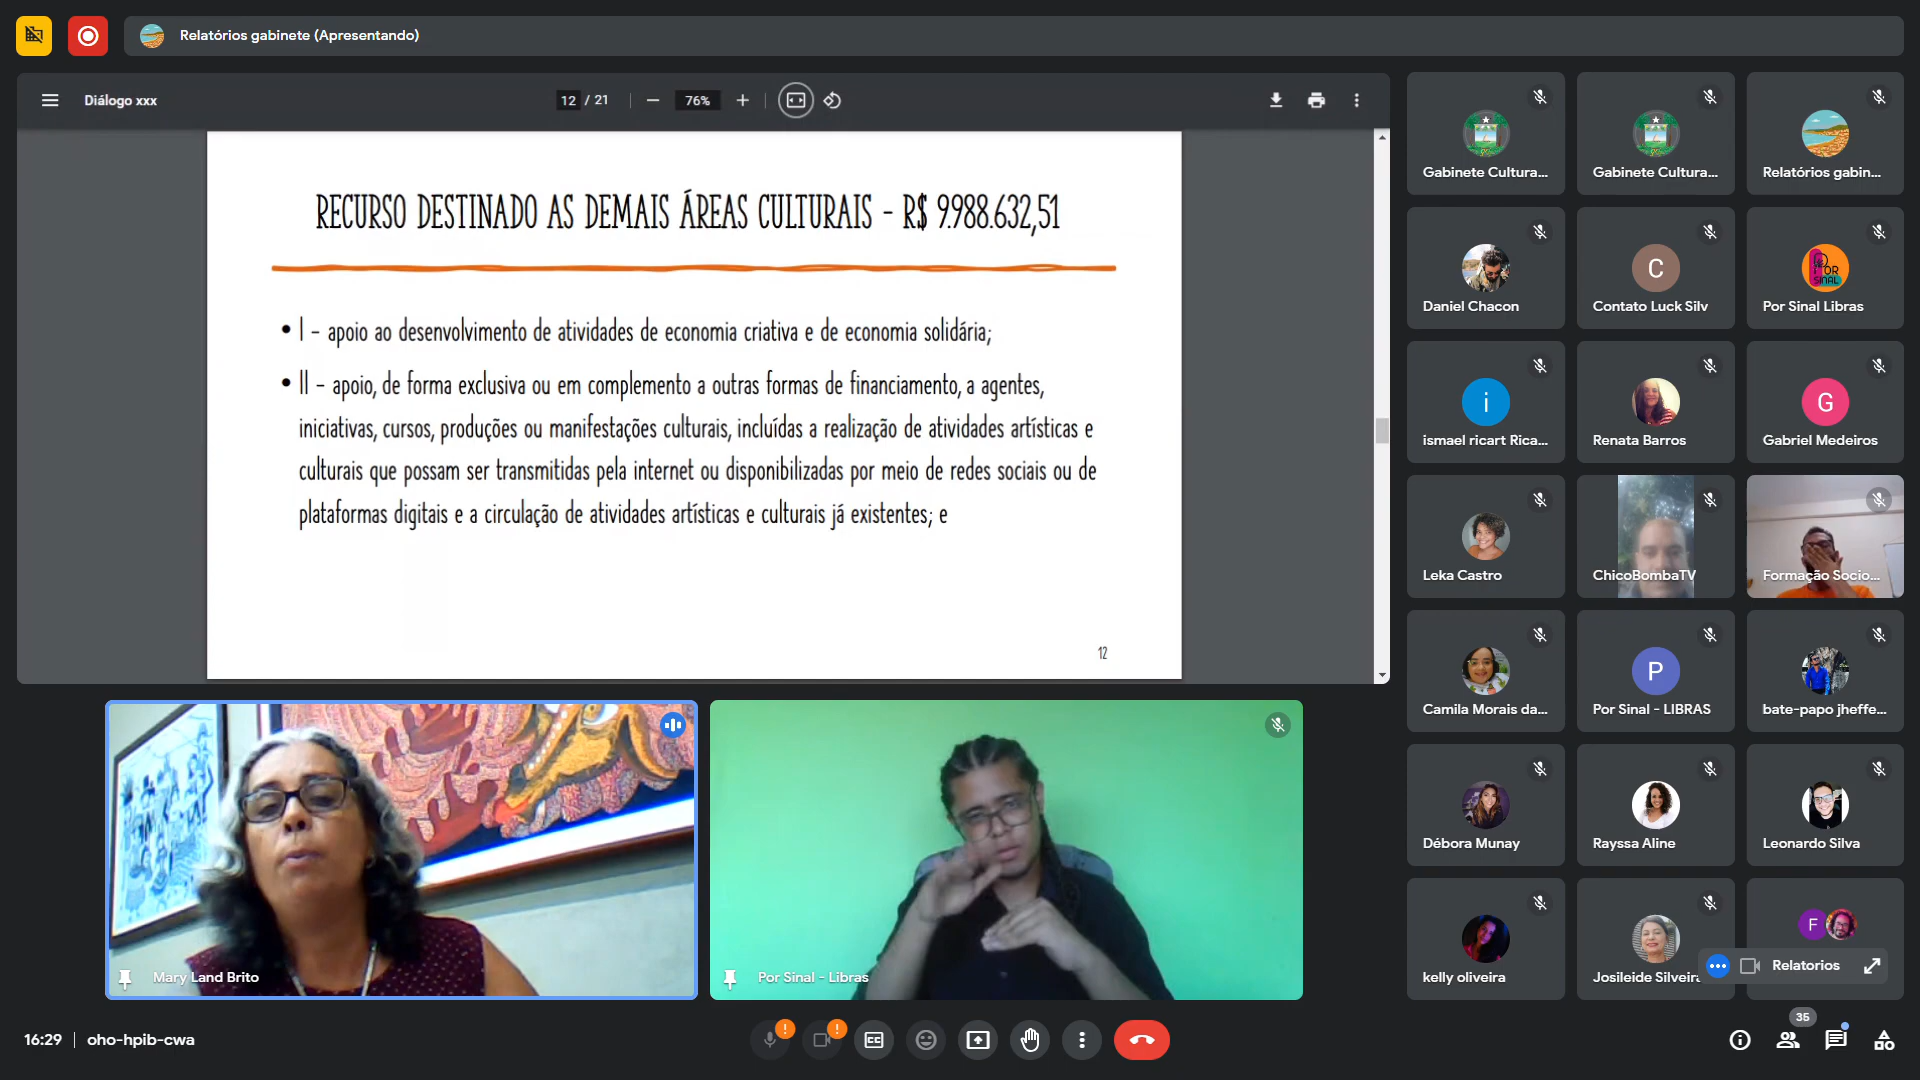 Relatórios gabinete (Apresentando)
Diálogo xxx
12 / 21
76%
RECURSO DESTINADO AS DEMAIS ÁREAS CULTURAIS - R$ 9.988.632,51
• I - apoio ao desenvolvimento de atividades de economia criativa e de economia solidária;
• II - apoio, de forma exclusiva ou em complemento a outras formas de financiamento, a agentes,
iniciativas, cursos, produções ou manifestações culturais, incluídas a realização de atividades artísticas e
culturais que possam ser transmitidas pela internet ou disponibilizadas por meio de redes sociais ou de
plataformas digitais e a circulação de atividades artísticas e culturais já existentes; e
12
Mary Land Brito
Por Sinal - Libras
Gabinete Cultura...
Gabinete Cultura...
Relatórios gabin...
Daniel Chacon
C
Contato Luck Silv
POR
SINAL
Por Sinal Libras
i
ismael ricart Rica...
Renata Barros
G
Gabriel Medeiros
Leka Castro
ChicoBombaTV
Formação Socio...
Camila Morais da...
P
Por Sinal - LIBRAS
bate-papo jheffe...
Débora Munay
Rayssa Aline
Leonardo Silva
kelly oliveira
Josileide Silveira
F
Relatorios
16:29
oho-hpib-cwa
35